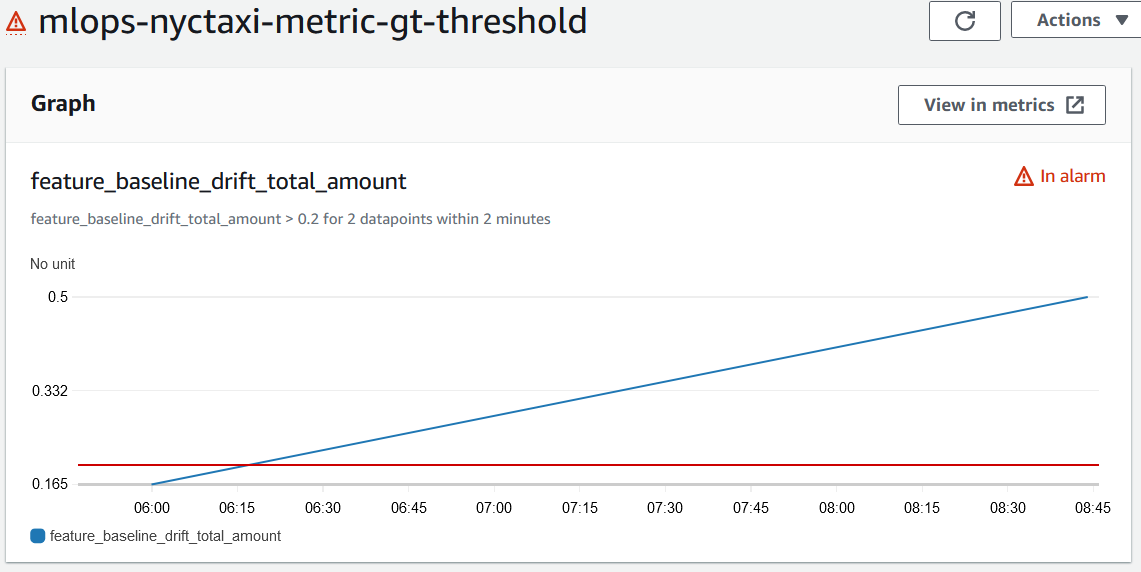 mlops-nyctaxi-metric-gt-threshold
Actions
Graph
View in metrics
feature_baseline_drift_total_amount
In alarm
feature_baseline_drift_total_amount > 0.2 for 2 datapoints within 2 minutes
No unit
0.5
0.332
0.165
06:00 06:15 06:30 06:45 07:00 07:15 07:30 07:45 08:00 08:15 08:30 08:45
feature_baseline_drift_total_amount